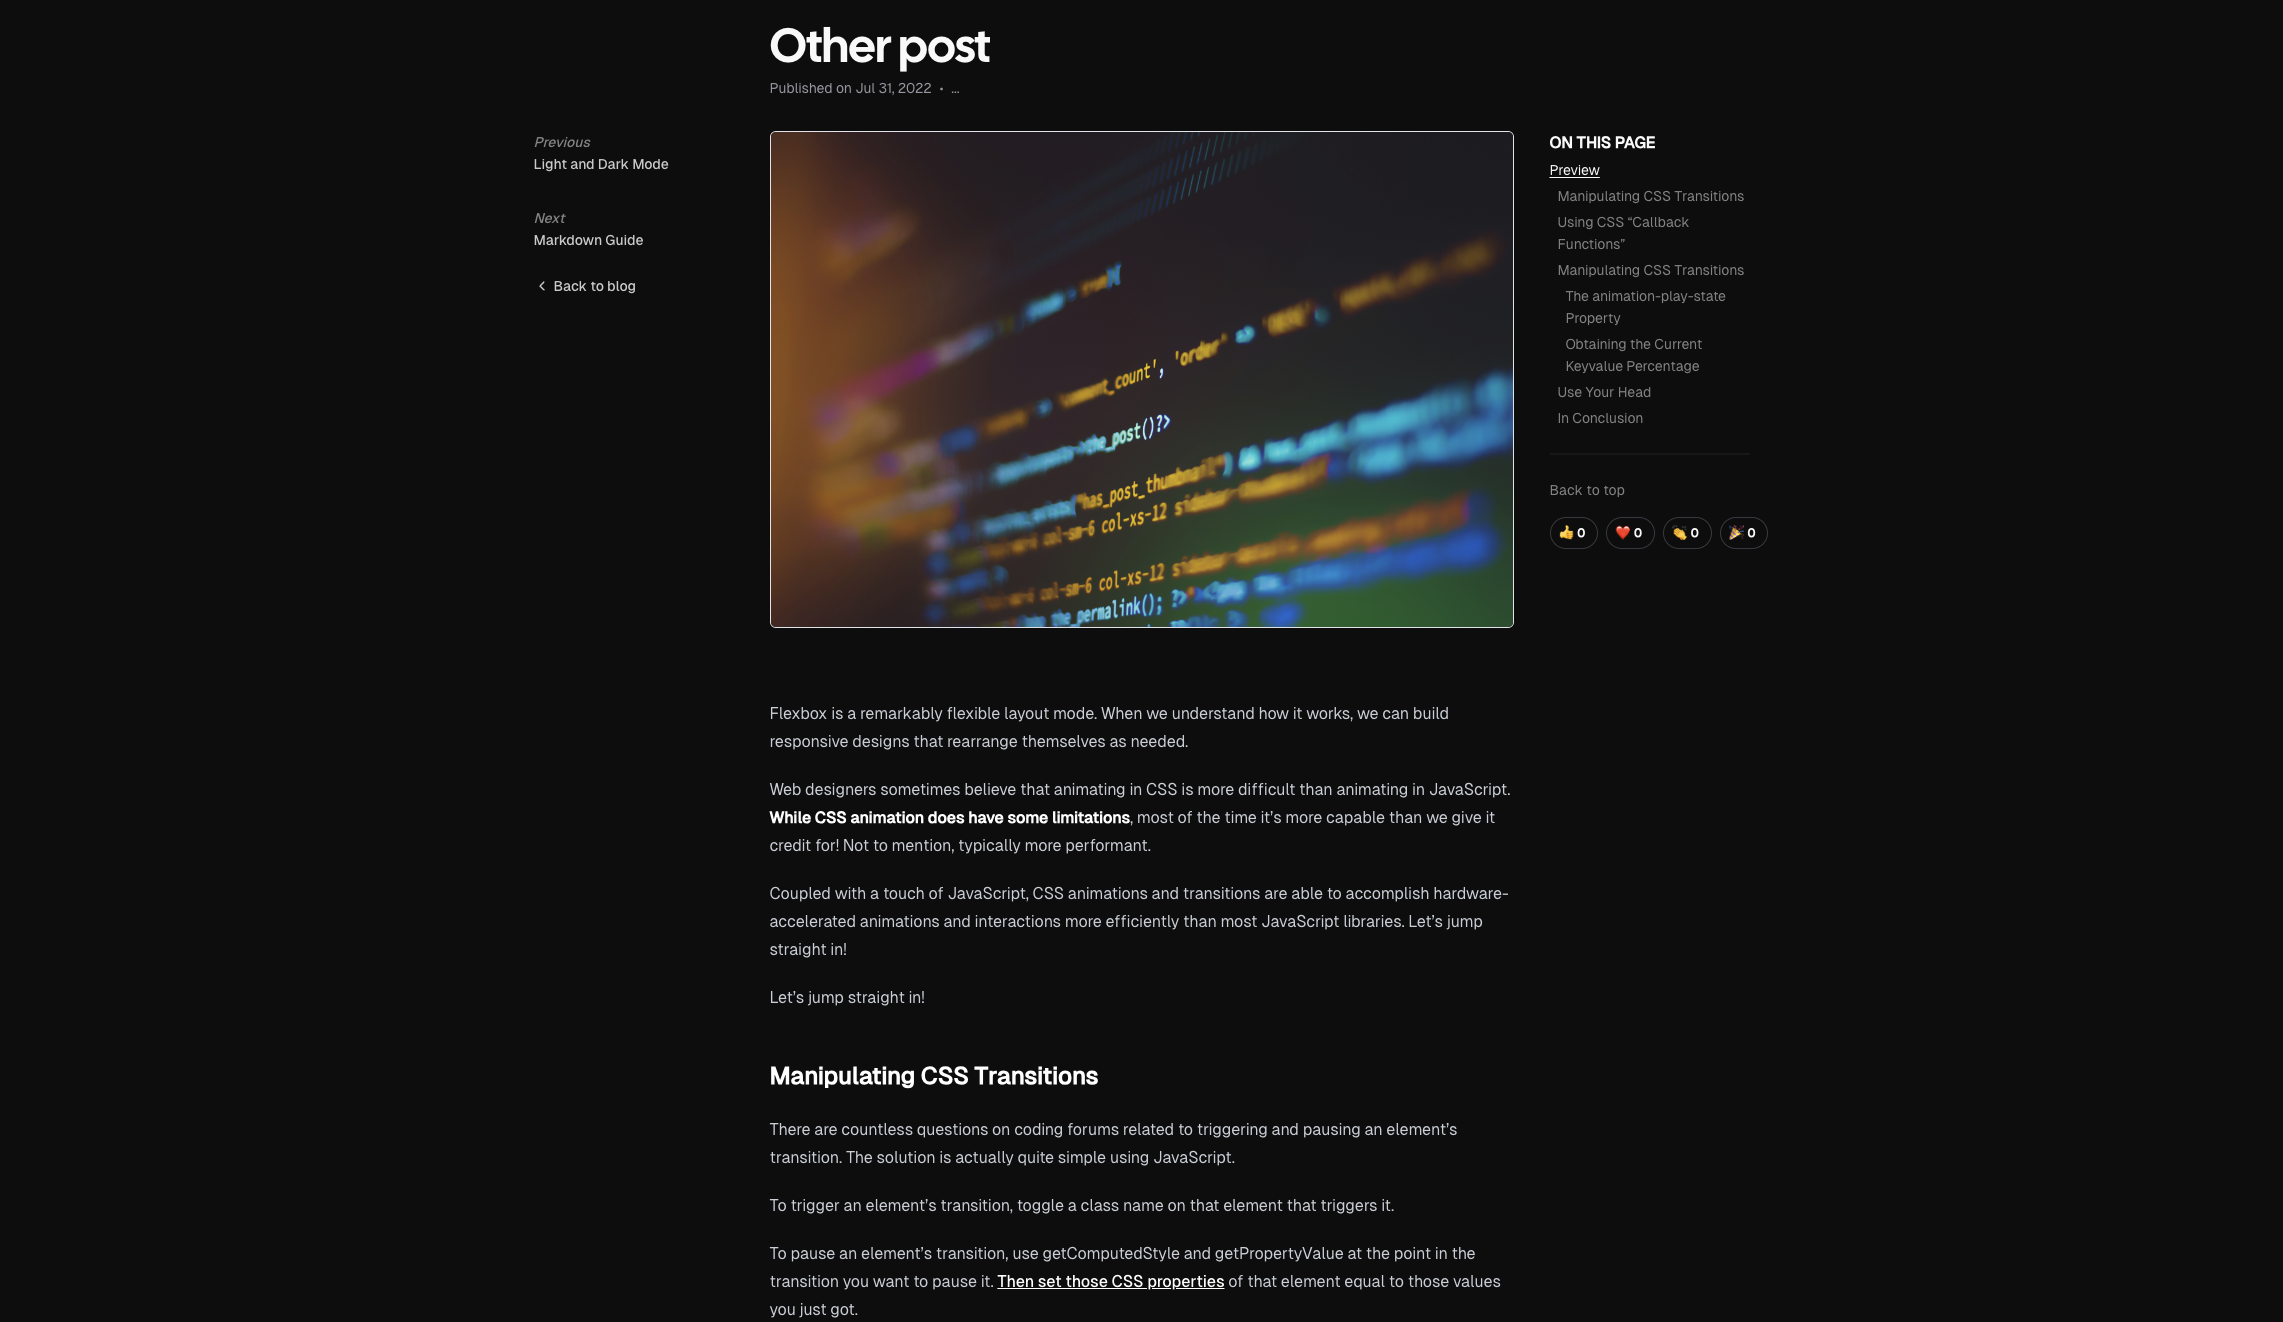 Other post
Published on Jul 31, 2022 • ...
Previous
Light and Dark Mode
Next
Markdown Guide
Back to blog
comment_count', 'order' =>
the_post()?>
"has_post_thumbnail") &&
col-sm-6 col-xs-12 sidebar
col-sm-6 col-xs-12 sidebar
the_permalink(); ?>
ON THIS PAGE
Preview
Manipulating CSS Transitions
Using CSS “Callback
Functions”
Manipulating CSS Transitions
The animation-play-state
Property
Obtaining the Current
Keyvalue Percentage
Use Your Head
In Conclusion
Back to top
👍 0 ❤️ 0 👏 0 🎉 0
Flexbox is a remarkably flexible layout mode. When we understand how it works, we can build
responsive designs that rearrange themselves as needed.
Web designers sometimes believe that animating in CSS is more difficult than animating in JavaScript.
While CSS animation does have some limitations, most of the time it’s more capable than we give it
credit for! Not to mention, typically more performant.
Coupled with a touch of JavaScript, CSS animations and transitions are able to accomplish hardware-
accelerated animations and interactions more efficiently than most JavaScript libraries. Let’s jump
straight in!
Let’s jump straight in!
Manipulating CSS Transitions
There are countless questions on coding forums related to triggering and pausing an element’s
transition. The solution is actually quite simple using JavaScript.
To trigger an element’s transition, toggle a class name on that element that triggers it.
To pause an element’s transition, use getComputedStyle and getPropertyValue at the point in the
transition you want to pause it. Then set those CSS properties of that element equal to those values
you just got.